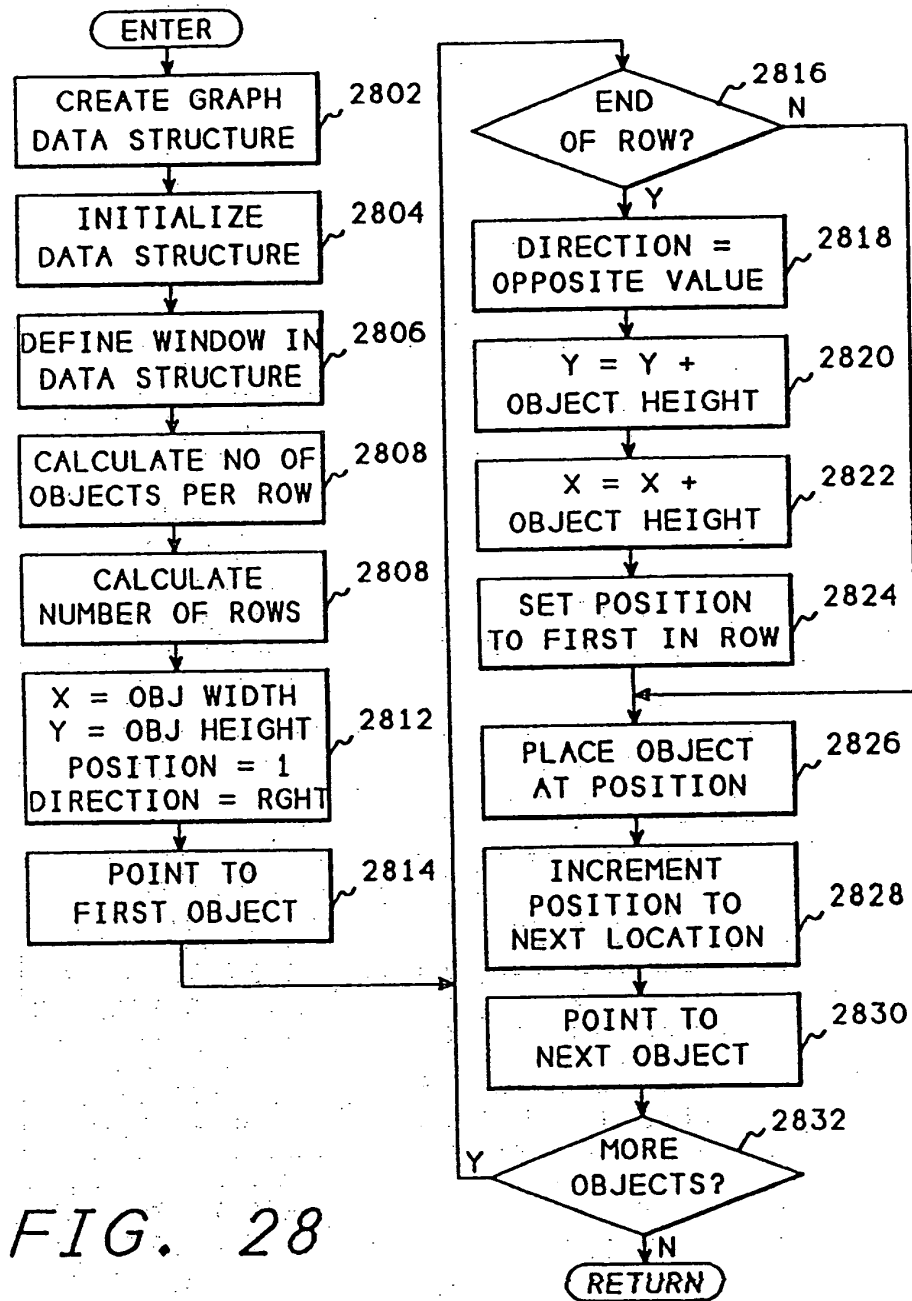 ENTER
CREATE GRAPH
DATA STRUCTURE
2802
INITIALIZE
DATA STRUCTURE
2804
DEFINE WINDOW IN
DATA STRUCTURE
2806
CALCULATE NO OF
OBJECTS PER ROW
2808
CALCULATE
NUMBER OF ROWS
2808
X = OBJ WIDTH
Y = OBJ HEIGHT
POSITION = 1
DIRECTION = RGHT
2812
POINT TO
FIRST OBJECT
2814
END
OF ROW?
2816
N
Y
DIRECTION =
OPPOSITE VALUE
2818
Y = Y +
OBJECT HEIGHT
2820
X = X +
OBJECT HEIGHT
2822
SET POSITION
TO FIRST IN ROW
2824
PLACE OBJECT
AT POSITION
2826
INCREMENT
POSITION TO
NEXT LOCATION
2828
POINT TO
NEXT OBJECT
2830
MORE
OBJECTS?
2832
Y
N
RETURN
FIG. 28